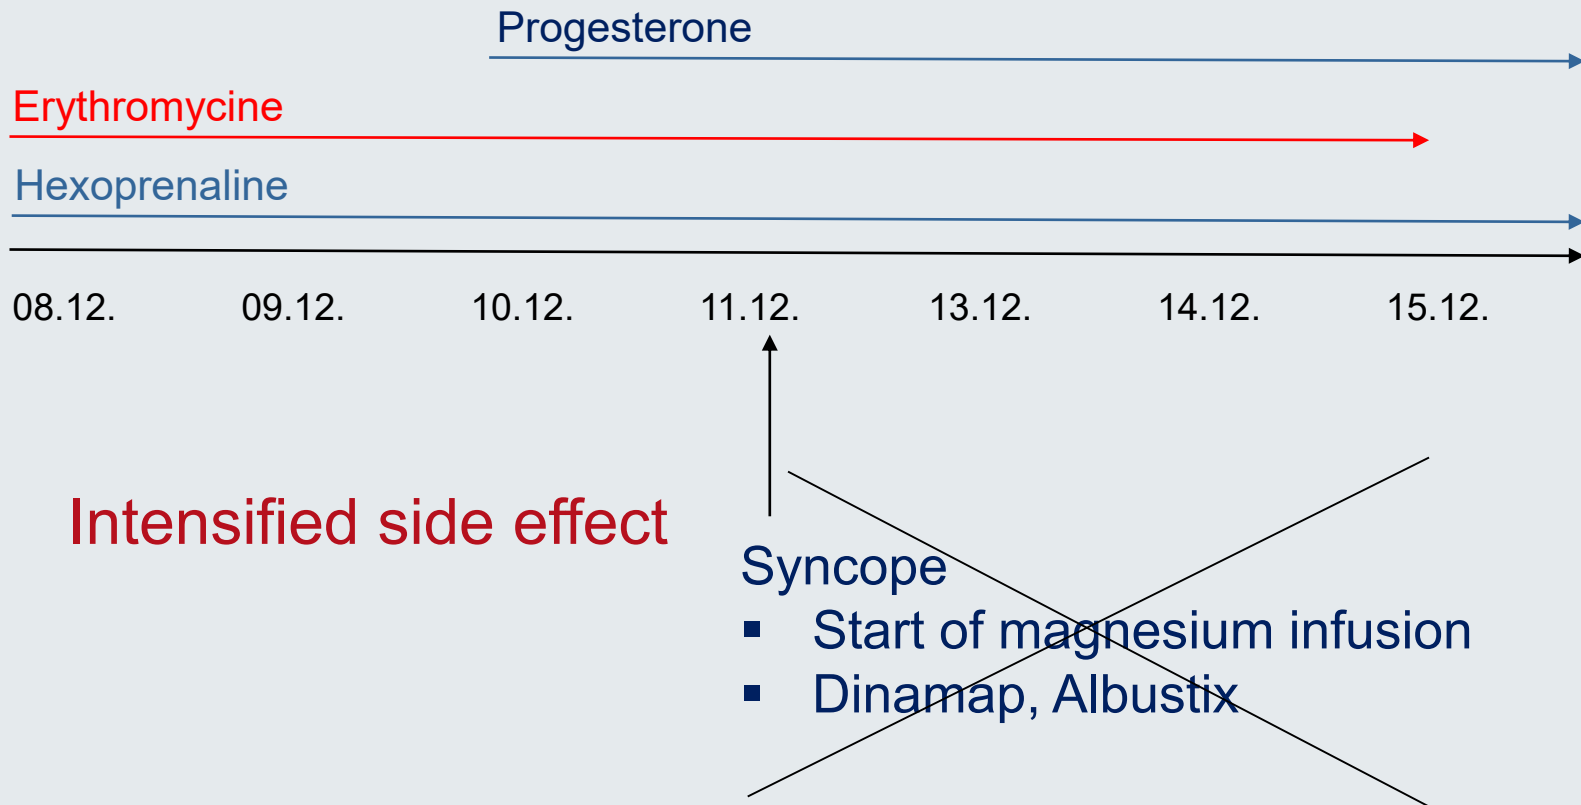 Progesterone
Erythromycine
Hexoprenaline
08.12. 09.12. 10.12. 11.12. 13.12. 14.12. 15.12.
Intensified side effect
Syncope
▪ Start of magnesium infusion
▪ Dinamap, Albustix